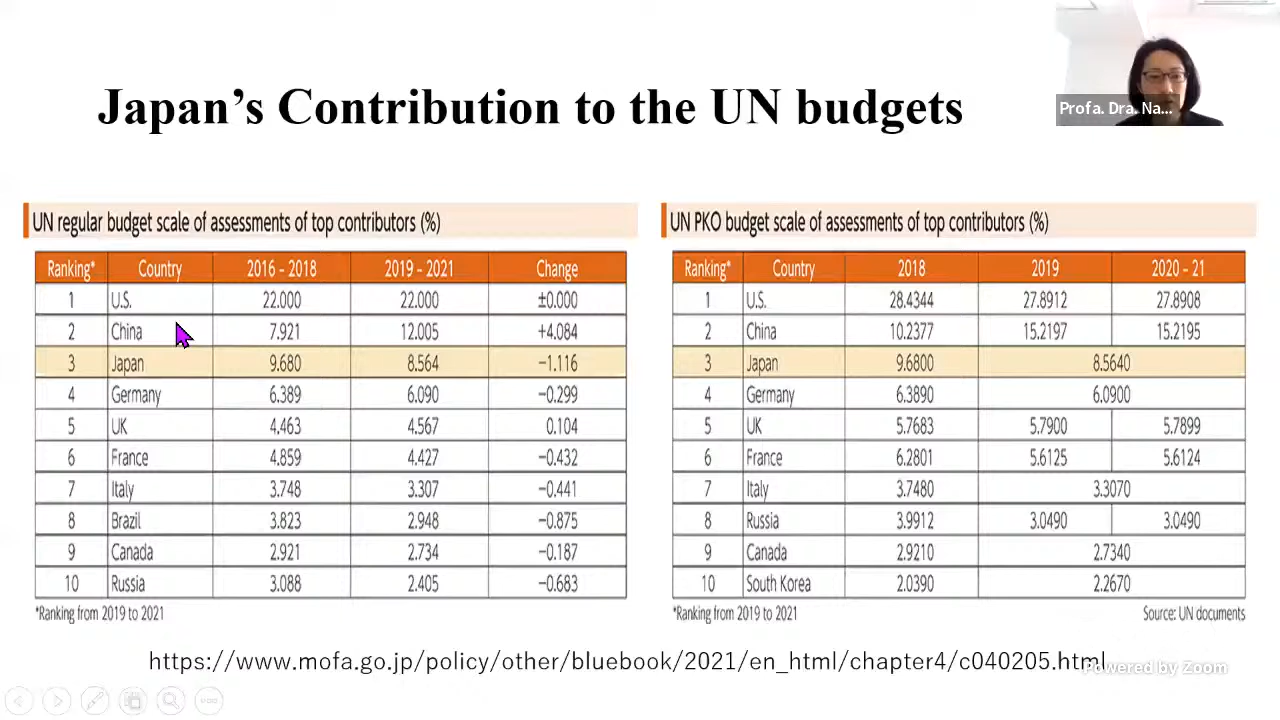 Japan's Contribution to the UN budgets
Profa. Dra. Na...
UN regular budget scale of assessments of top contributors (%)
Ranking* Country 2016 - 2018 2019 - 2021 Change
1 U.S. 22.000 22.000 ±0.000
2 China 7.921 12.005 +4.084
3 Japan 9.680 8.564 −1.116
4 Germany 6.389 6.090 −0.299
5 UK 4.463 4.567 0.104
6 France 4.859 4.427 −0.432
7 Italy 3.748 3.307 −0.441
8 Brazil 3.823 2.948 −0.875
9 Canada 2.921 2.734 −0.187
10 Russia 3.088 2.405 −0.683
*Ranking from 2019 to 2021
UN PKO budget scale of assessments of top contributors (%)
Ranking* Country 2018 2019 2020 - 21
1 U.S. 28.4344 27.8912 27.8908
2 China 10.2377 15.2197 15.2195
3 Japan 9.6800 8.5640
4 Germany 6.3890 6.0900
5 UK 5.7683 5.7900 5.7899
6 France 6.2801 5.6125 5.6124
7 Italy 3.7480 3.3070
8 Russia 3.9912 3.0490 3.0490
9 Canada 2.9210 2.7340
10 South Korea 2.0390 2.2670
*Ranking from 2019 to 2021 Source: UN documents
https://www.mofa.go.jp/policy/other/bluebook/2021/en_html/chapter4/c040205.html
Powered by Zoom